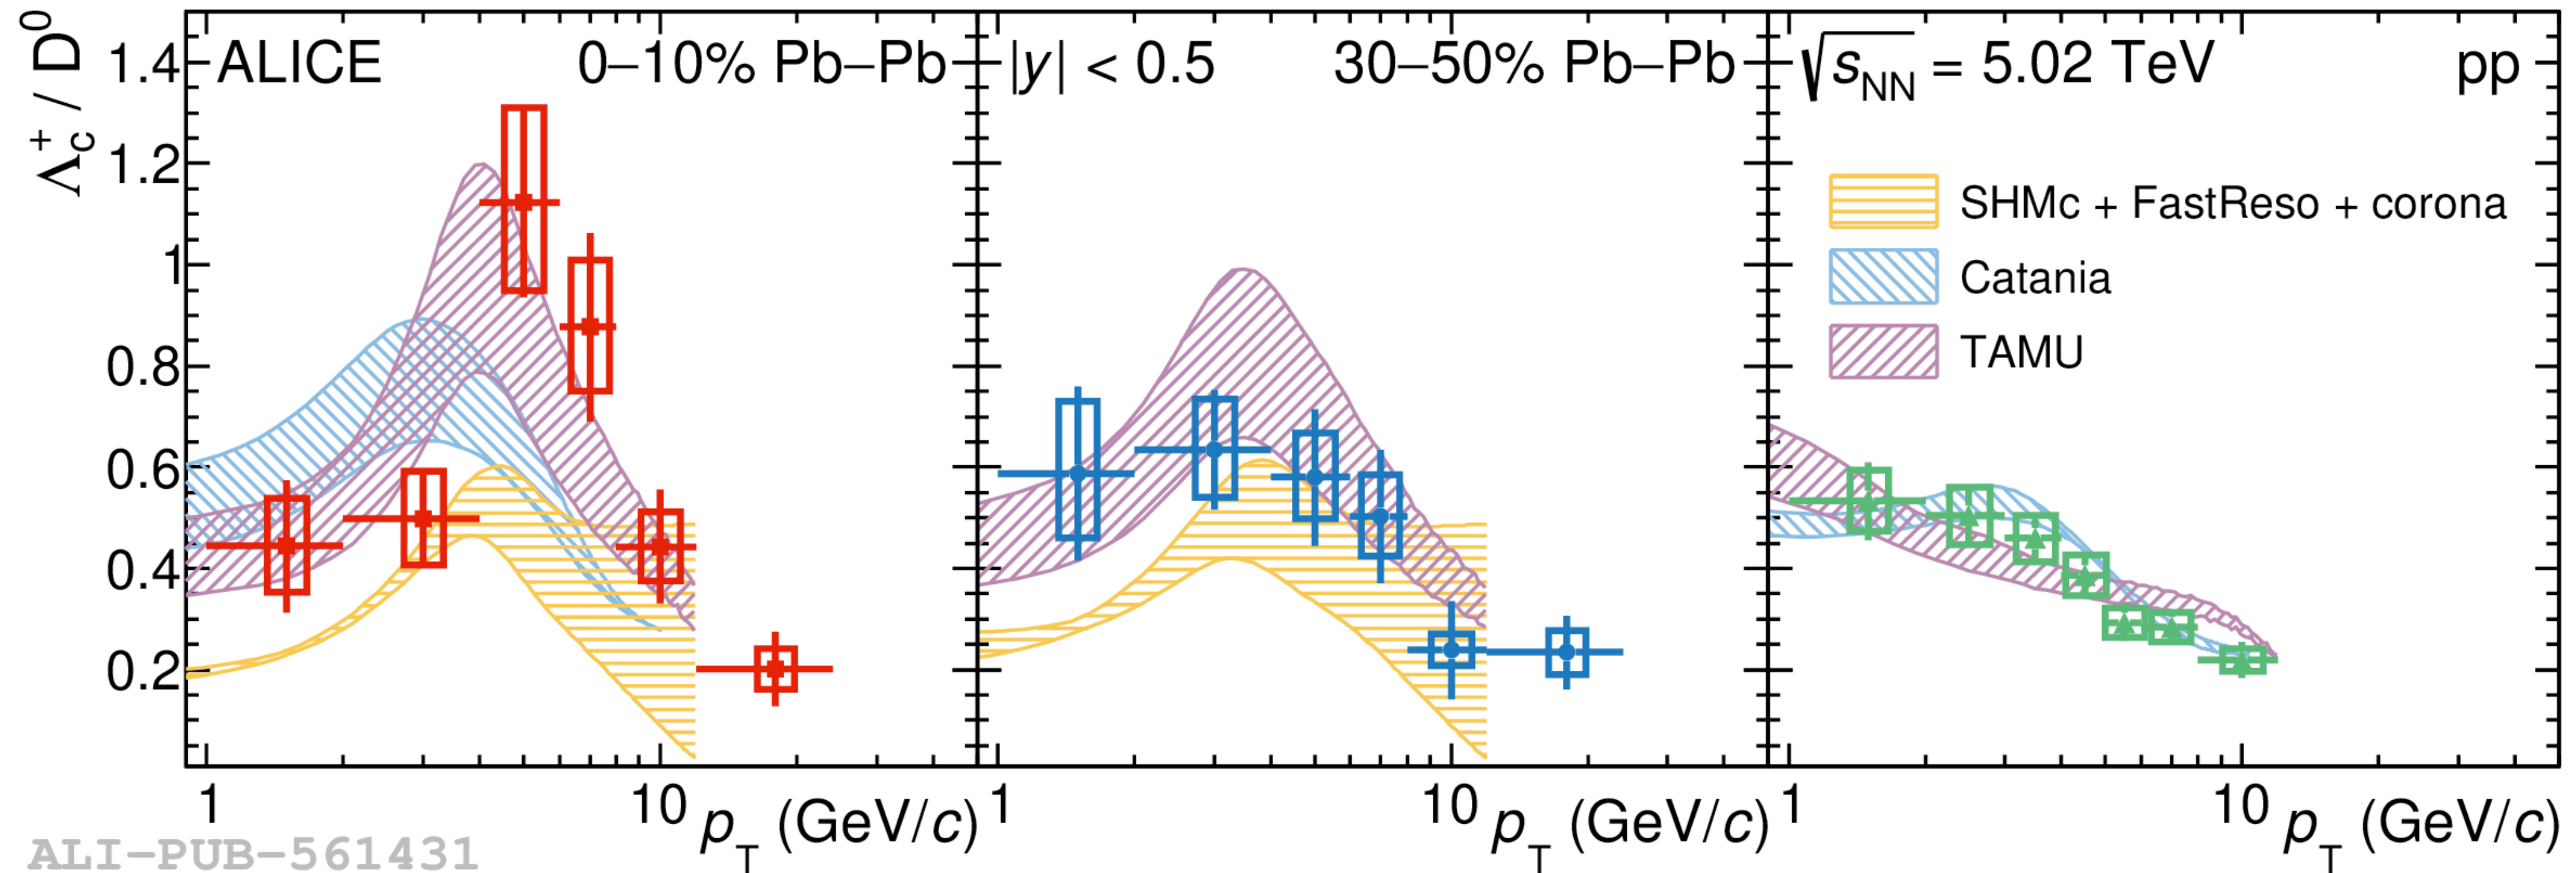 Λc+ / D0
1.4
1.2
1
0.8
0.6
0.4
0.2
ALICE 0–10% Pb–Pb
|y| < 0.5 30–50% Pb–Pb
√sNN = 5.02 TeV pp
SHMc + FastReso + corona
Catania
TAMU
1 10 pT (GeV/c)
1 10 pT (GeV/c)
1 10 pT (GeV/c)
ALI-PUB-561431